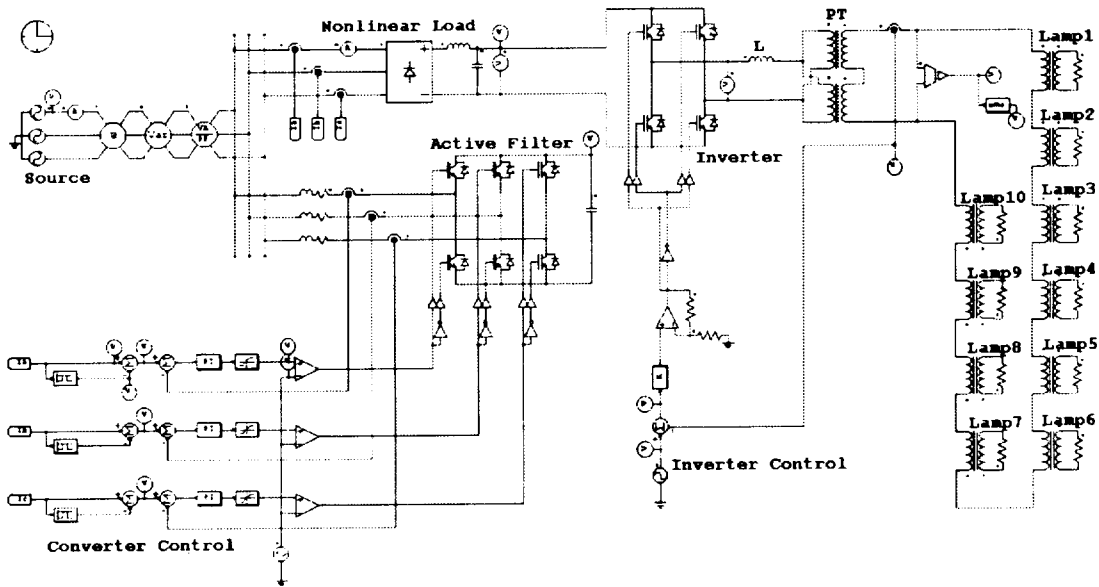 Nonlinear Load
PT
Lamp1
L
Lamp2
Source
Active Filter
Inverter
Lamp10
Lamp3
Lamp9
Lamp4
Lamp8
Lamp5
Lamp7
Lamp6
Inverter Control
Converter Control